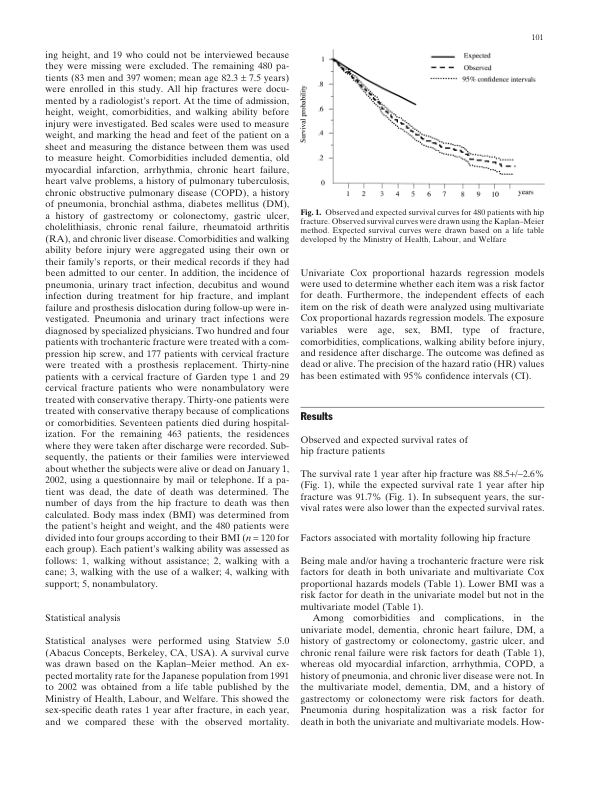 101
ing height, and 19 who could not be interviewed because
they were missing were excluded. The remaining 480 pa-
tients (83 men and 397 women; mean age 82.3 ± 7.5 years)
were enrolled in this study. All hip fractures were docu-
mented by a radiologist's report. At the time of admission,
height, weight, comorbidities, and walking ability before
injury were investigated. Bed scales were used to measure
weight, and marking the head and feet of the patient on a
sheet and measuring the distance between them was used
to measure height. Comorbidities included dementia, old
myocardial infarction, arrhythmia, chronic heart failure,
heart valve problems, a history of pulmonary tuberculosis,
chronic obstructive pulmonary disease (COPD), a history
of pneumonia, bronchial asthma, diabetes mellitus (DM),
a history of gastrectomy or colonectomy, gastric ulcer,
cholelithiasis, chronic renal failure, rheumatoid arthritis
(RA), and chronic liver disease. Comorbidities and walking
ability before injury were aggregated using their own or
their family's reports, or their medical records if they had
been admitted to our center. In addition, the incidence of
pneumonia, urinary tract infection, decubitus and wound
infection during treatment for hip fracture, and implant
failure and prosthesis dislocation during follow-up were in-
vestigated. Pneumonia and urinary tract infections were
diagnosed by specialized physicians. Two hundred and four
patients with trochanteric fracture were treated with a com-
pression hip screw, and 177 patients with cervical fracture
were treated with a prosthesis replacement. Thirty-nine
patients with a cervical fracture of Garden type 1 and 29
cervical fracture patients who were nonambulatory were
treated with conservative therapy. Thirty-one patients were
treated with conservative therapy because of complications
or comorbidities. Seventeen patients died during hospital-
ization. For the remaining 463 patients, the residences
where they were taken after discharge were recorded. Sub-
sequently, the patients or their families were interviewed
about whether the subjects were alive or dead on January 1,
2002, using a questionnaire by mail or telephone. If a pa-
tient was dead, the date of death was determined. The
number of days from the hip fracture to death was then
calculated. Body mass index (BMI) was determined from
the patient's height and weight, and the 480 patients were
divided into four groups according to their BMI (n = 120 for
each group). Each patient's walking ability was assessed as
follows: 1, walking without assistance; 2, walking with a
cane; 3, walking with the use of a walker; 4, walking with
support; 5, nonambulatory.
Statistical analysis
Statistical analyses were performed using Statview 5.0
(Abacus Concepts, Berkeley, CA, USA). A survival curve
was drawn based on the Kaplan–Meier method. An ex-
pected mortality rate for the Japanese population from 1991
to 2002 was obtained from a life table published by the
Ministry of Health, Labour, and Welfare. This showed the
sex-specific death rates 1 year after fracture, in each year,
and we compared these with the observed mortality.
Survival probability
1
.8
.6
.4
.2
0
1 2 3 4 5 6 7 8 9 10 years
Expected
Observed
95% confidence intervals
Fig. 1. Observed and expected survival curves for 480 patients with hip
fracture. Observed survival curves were drawn using the Kaplan–Meier
method. Expected survival curves were drawn based on a life table
developed by the Ministry of Health, Labour, and Welfare
Univariate Cox proportional hazards regression models
were used to determine whether each item was a risk factor
for death. Furthermore, the independent effects of each
item on the risk of death were analyzed using multivariate
Cox proportional hazards regression models. The exposure
variables were age, sex, BMI, type of fracture,
comorbidities, complications, walking ability before injury,
and residence after discharge. The outcome was defined as
dead or alive. The precision of the hazard ratio (HR) values
has been estimated with 95% confidence intervals (CI).
Results
Observed and expected survival rates of
hip fracture patients
The survival rate 1 year after hip fracture was 88.5+/−2.6%
(Fig. 1), while the expected survival rate 1 year after hip
fracture was 91.7% (Fig. 1). In subsequent years, the sur-
vival rates were also lower than the expected survival rates.
Factors associated with mortality following hip fracture
Being male and/or having a trochanteric fracture were risk
factors for death in both univariate and multivariate Cox
proportional hazards models (Table 1). Lower BMI was a
risk factor for death in the univariate model but not in the
multivariate model (Table 1).
Among comorbidities and complications, in the
univariate model, dementia, chronic heart failure, DM, a
history of gastrectomy or colonectomy, gastric ulcer, and
chronic renal failure were risk factors for death (Table 1),
whereas old myocardial infarction, arrhythmia, COPD, a
history of pneumonia, and chronic liver disease were not. In
the multivariate model, dementia, DM, and a history of
gastrectomy or colonectomy were risk factors for death.
Pneumonia during hospitalization was a risk factor for
death in both the univariate and multivariate models. How-